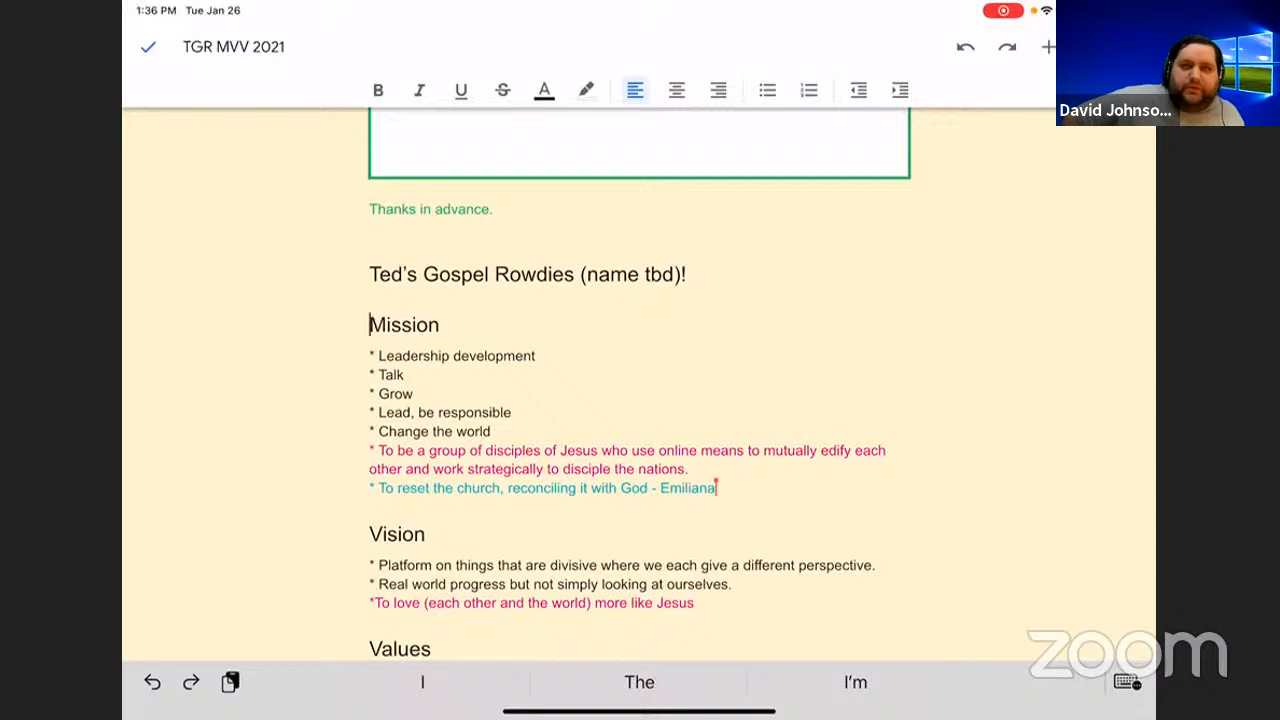 1:36 PM Tue Jan 26
TGR MVV 2021
B I U S A
David Johnso...
Thanks in advance.
Ted's Gospel Rowdies (name tbd)!
Mission
* Leadership development
* Talk
* Grow
* Lead, be responsible
* Change the world
* To be a group of disciples of Jesus who use online means to mutually edify each
other and work strategically to disciple the nations.
* To reset the church, reconciling it with God - Emiliana
Vision
* Platform on things that are divisive where we each give a different perspective.
* Real world progress but not simply looking at ourselves.
*To love (each other and the world) more like Jesus
Values
I The I'm
zoom